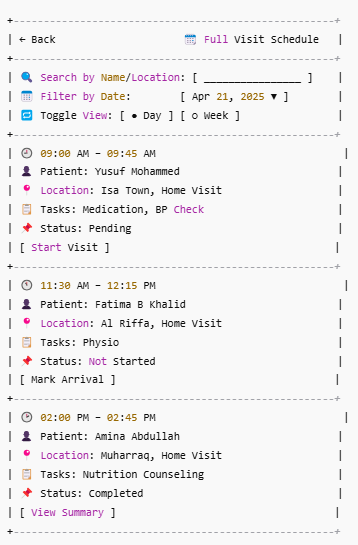 +----------------------------------------------------+
| ← Back 📅 Full Visit Schedule |
+----------------------------------------------------+
| 🔍 Search by Name/Location: [ ________________ ] |
| 📅 Filter by Date: [ Apr 21, 2025 ▼ ] |
| 🔁 Toggle View: [ ● Day ] [ ○ Week ] |
+----------------------------------------------------+
| 🕘 09:00 AM – 09:45 AM |
| 👤 Patient: Yusuf Mohammed |
| 📍 Location: Isa Town, Home Visit |
| 📋 Tasks: Medication, BP Check |
| 📌 Status: Pending |
| [ Start Visit ] |
+----------------------------------------------------+
| 🕚 11:30 AM – 12:15 PM |
| 👤 Patient: Fatima B Khalid |
| 📍 Location: Al Riffa, Home Visit |
| 📋 Tasks: Physio |
| 📌 Status: Not Started |
| [ Mark Arrival ] |
+----------------------------------------------------+
| 🕑 02:00 PM – 02:45 PM |
| 👤 Patient: Amina Abdullah |
| 📍 Location: Muharraq, Home Visit |
| 📋 Tasks: Nutrition Counseling |
| 📌 Status: Completed |
| [ View Summary ] |
+----------------------------------------------------+